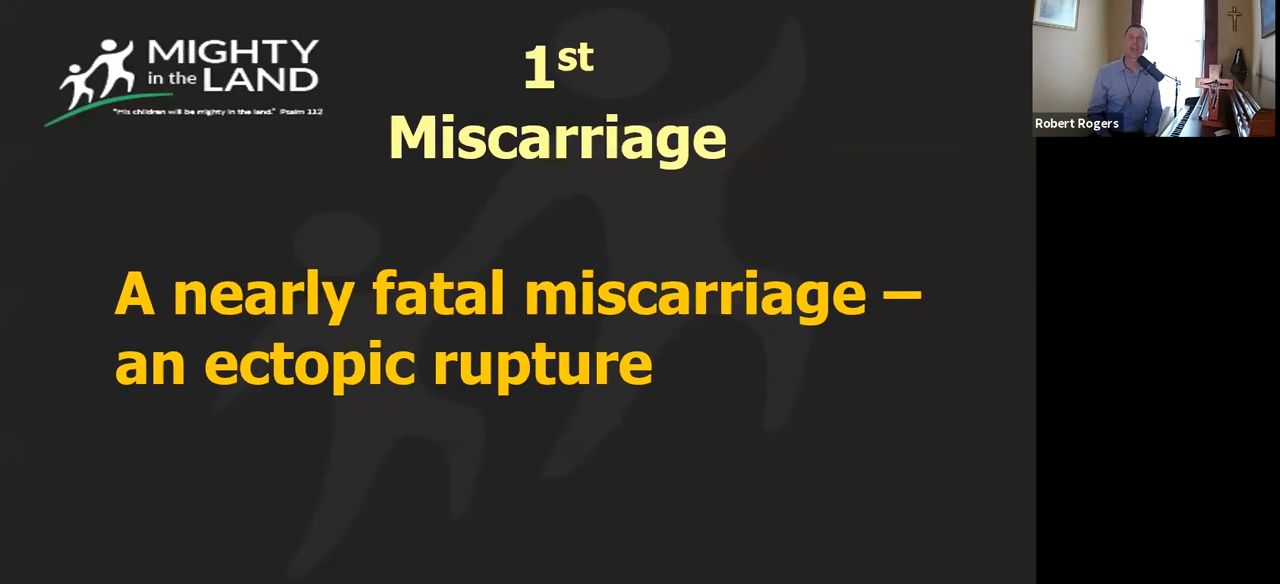 MIGHTY
in the LAND
"His children will be mighty in the land." Psalm 112
1st
Miscarriage
A nearly fatal miscarriage –
an ectopic rupture
Robert Rogers